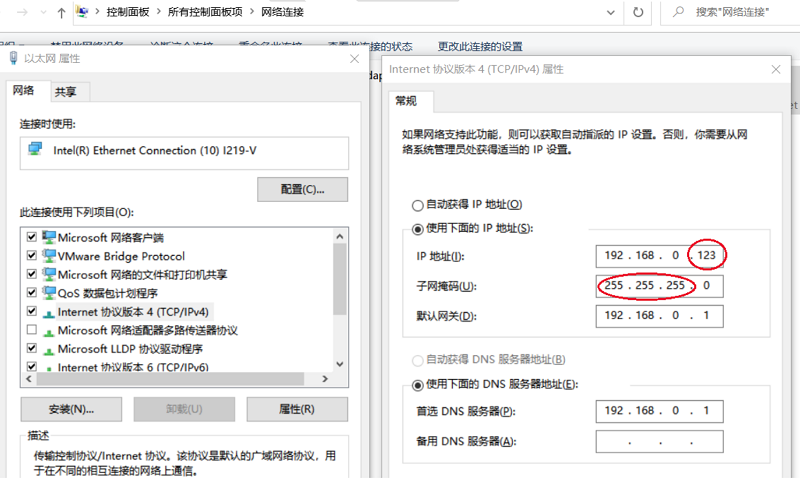 控制面板 › 所有控制面板项 › 网络连接
搜索"网络连接"
更改此连接的设置
以太网 属性
网络
共享
连接时使用:
Intel(R) Ethernet Connection (10) I219-V
配置(C)...
此连接使用下列项目(O):
Microsoft 网络客户端
VMware Bridge Protocol
Microsoft 网络的文件和打印机共享
QoS 数据包计划程序
Internet 协议版本 4 (TCP/IPv4)
Microsoft 网络适配器多路传送器协议
Microsoft LLDP 协议驱动程序
Internet 协议版本 6 (TCP/IPv6)
安装(N)...
卸载(U)
属性(R)
描述
传输控制协议/Internet 协议。该协议是默认的广域网络协议，用
于在不同的相互连接的网络上通信。
Internet 协议版本 4 (TCP/IPv4) 属性
常规
如果网络支持此功能，则可以获取自动指派的 IP 设置。否则，你需要从网
络系统管理员处获得适当的 IP 设置。
自动获得 IP 地址(O)
使用下面的 IP 地址(S):
IP 地址(I):
192 . 168 . 0 . 123
子网掩码(U):
255 . 255 . 255 . 0
默认网关(D):
192 . 168 . 0 . 1
自动获得 DNS 服务器地址(B)
使用下面的 DNS 服务器地址(E):
首选 DNS 服务器(P):
192 . 168 . 0 . 1
备用 DNS 服务器(A):
. . .